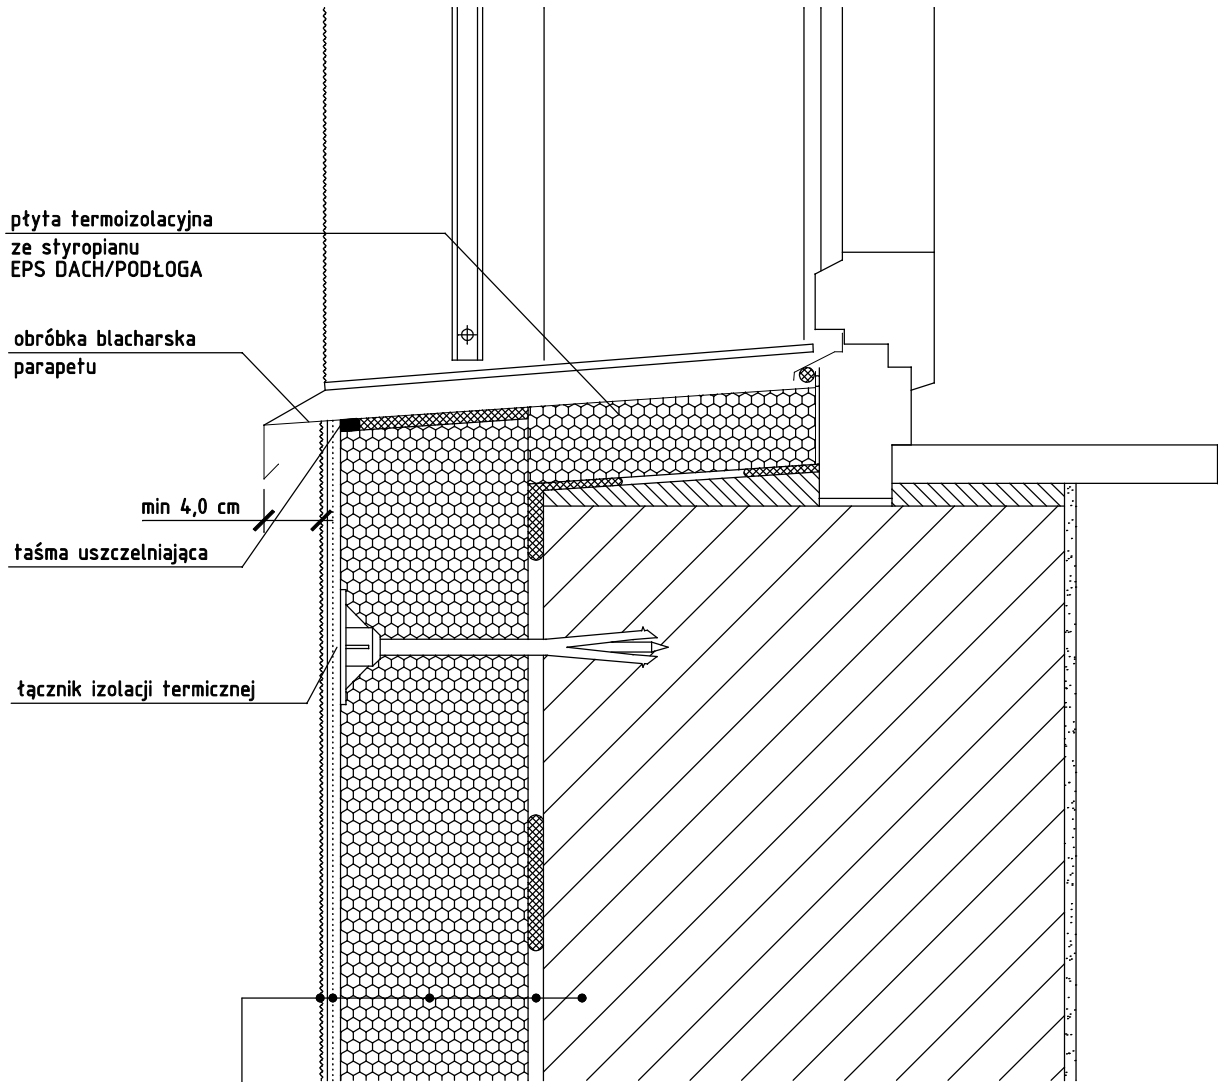 płyta termoizolacyjna
ze styropianu
EPS DACH/PODŁOGA
obróbka blacharska
parapetu
min 4,0 cm
taśma uszczelniająca
łącznik izolacji termicznej